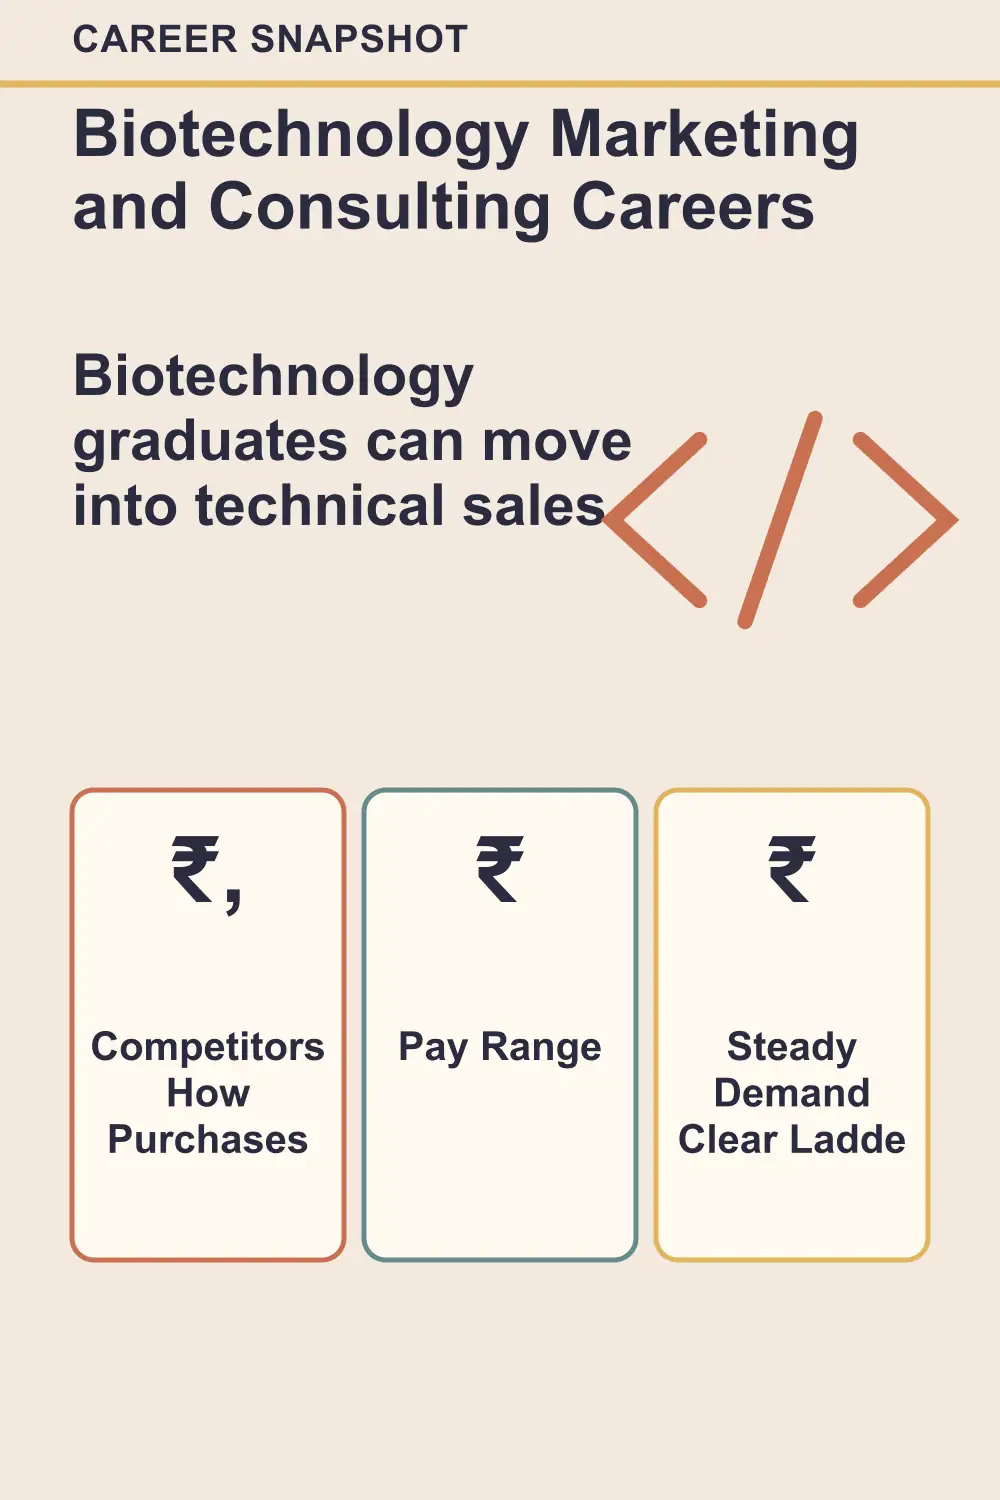 CAREER SNAPSHOT
Biotechnology Marketing
and Consulting Careers
Biotechnology
graduates can move
into technical sales
</>
₹,
Competitors
How
Purchases
₹
Pay Range
₹
Steady
Demand
Clear Ladde